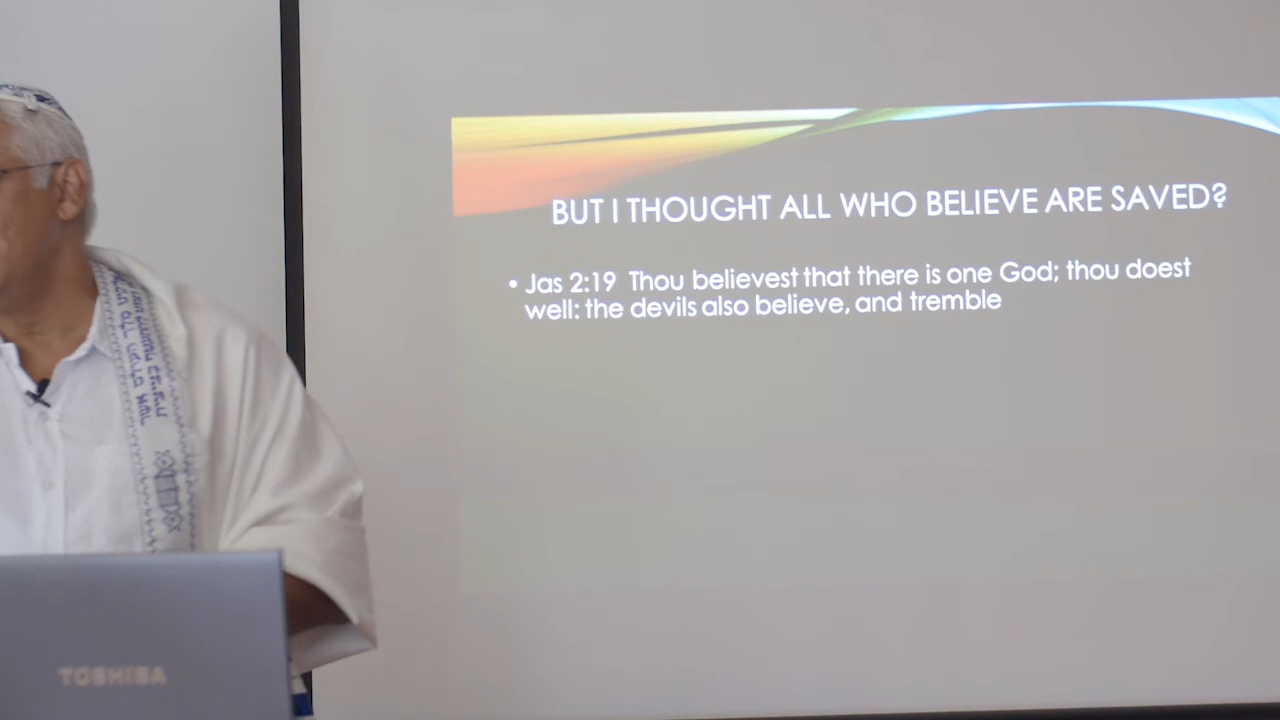 BUT I THOUGHT ALL WHO BELIEVE ARE SAVED?
• Jas 2:19 Thou believest that there is one God; thou doest
well: the devils also believe, and tremble
TOSHIBA